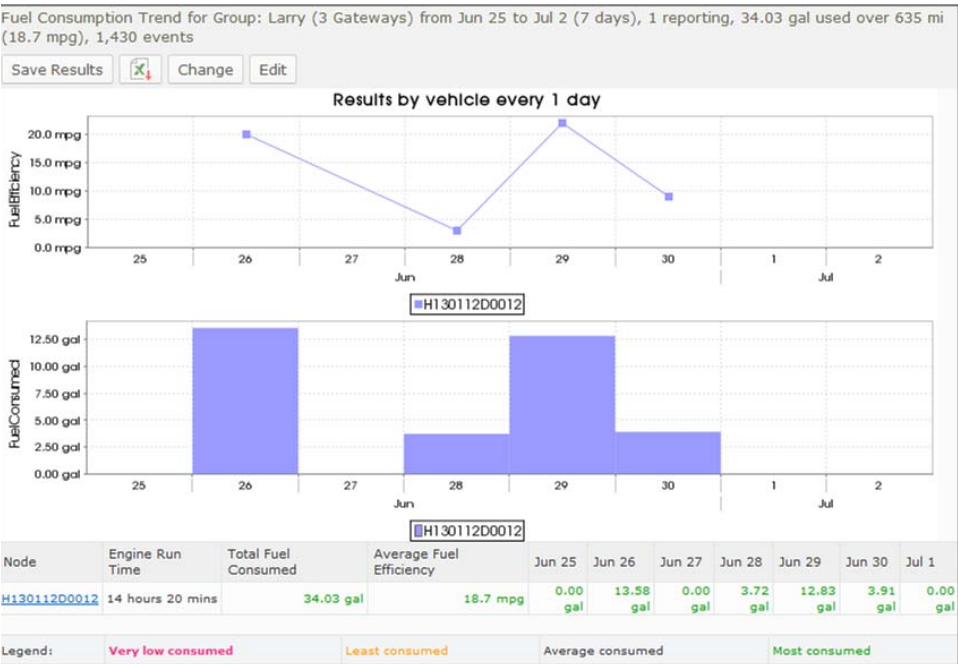 Fuel Consumption Trend for Group: Larry (3 Gateways) from Jun 25 to Jul 2 (7 days), 1 reporting, 34.03 gal used over 635 mi
(18.7 mpg), 1,430 events
Save Results Change Edit
Results by vehicle every 1 day
FuelEfficiency
20.0 mpg
15.0 mpg
10.0 mpg
5.0 mpg
0.0 mpg
25 26 27 28 29 30 1 2
Jun Jul
H130112D0012
FuelConsumed
12.50 gal
10.00 gal
7.50 gal
5.00 gal
2.50 gal
0.00 gal
25 26 27 28 29 30 1 2
Jun Jul
H130112D0012
Node Engine Run Time Total Fuel Consumed Average Fuel Efficiency Jun 25 Jun 26 Jun 27 Jun 28 Jun 29 Jun 30 Jul 1
H130112D0012 14 hours 20 mins 34.03 gal 18.7 mpg 0.00 gal 13.58 gal 0.00 gal 3.72 gal 12.83 gal 3.91 gal 0.00 gal
Legend: Very low consumed Least consumed Average consumed Most consumed